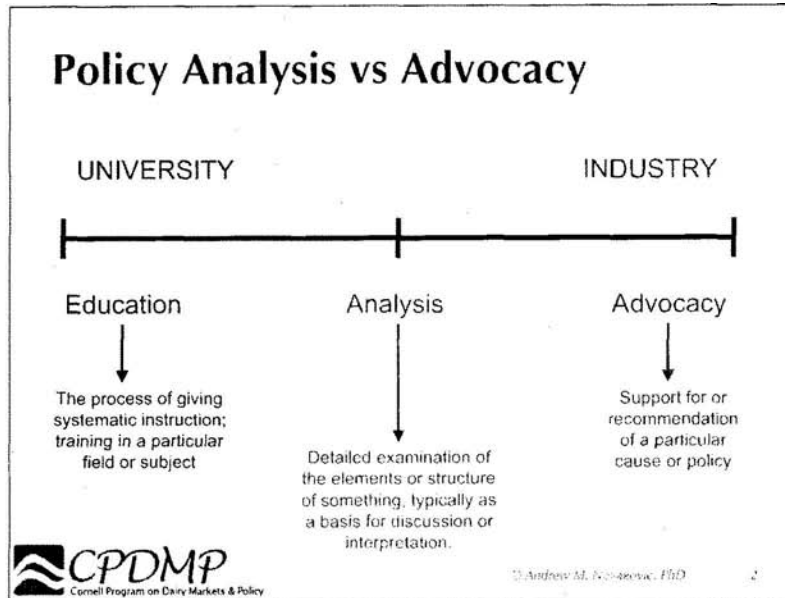 Policy Analysis vs Advocacy
UNIVERSITY
INDUSTRY
Education
Analysis
Advocacy
The process of giving
systematic instruction;
training in a particular
field or subject
Detailed examination of
the elements or structure
of something, typically as
a basis for discussion or
interpretation.
Support for or
recommendation
of a particular
cause or policy
CPDMP
Cornell Program on Dairy Markets & Policy
© Andrew M. Novakovic, PhD
2